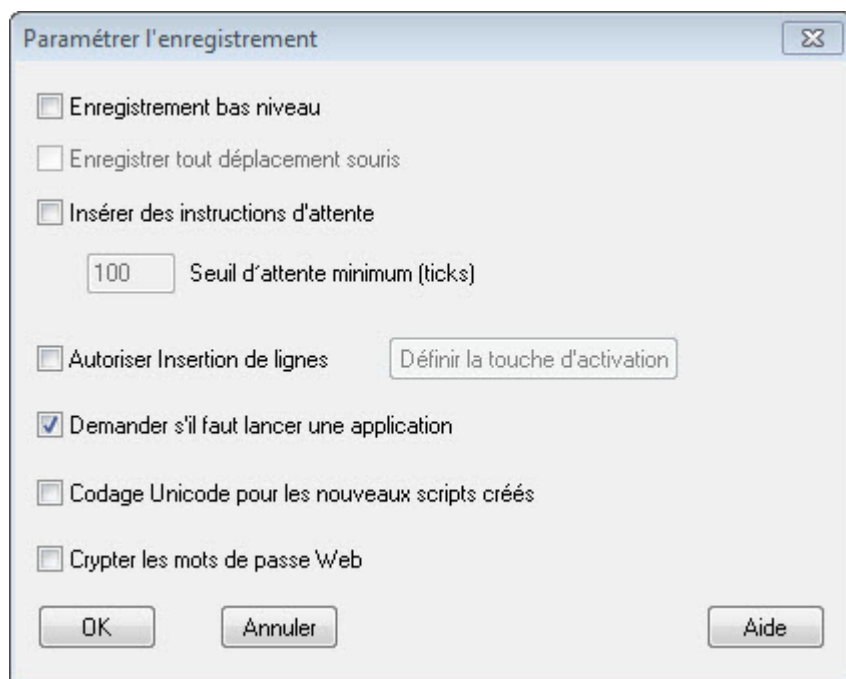 Paramétrer l'enregistrement
Enregistrement bas niveau
Enregistrer tout déplacement souris
Insérer des instructions d'attente
100 Seuil d'attente minimum (ticks)
Autoriser Insertion de lignes Définir la touche d'activation
Demander s'il faut lancer une application
Codage Unicode pour les nouveaux scripts créés
Crypter les mots de passe Web
OK Annuler Aide